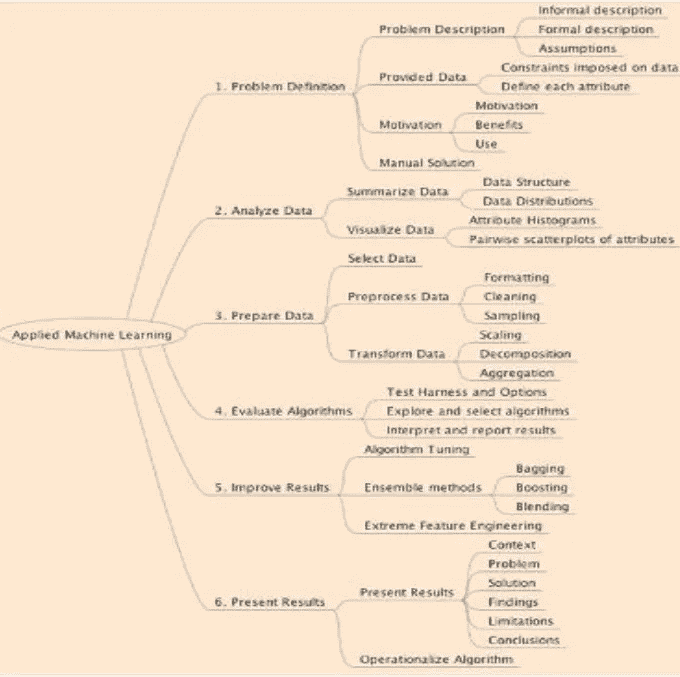 Applied Machine Learning
1. Problem Definition
Problem Description
Informal description
Formal description
Assumptions
Provided Data
Constraints imposed on data
Define each attribute
Motivation
Motivation
Benefits
Use
Manual Solution
2. Analyze Data
Summarize Data
Data Structure
Data Distributions
Visualize Data
Attribute Histograms
Pairwise scatterplots of attributes
3. Prepare Data
Select Data
Preprocess Data
Formatting
Cleaning
Sampling
Transform Data
Scaling
Decomposition
Aggregation
4. Evaluate Algorithms
Test Harness and Options
Explore and select algorithms
Interpret and report results
5. Improve Results
Algorithm Tuning
Ensemble methods
Bagging
Boosting
Blending
Extreme Feature Engineering
6. Present Results
Present Results
Context
Problem
Solution
Findings
Limitations
Conclusions
Operationalize Algorithm